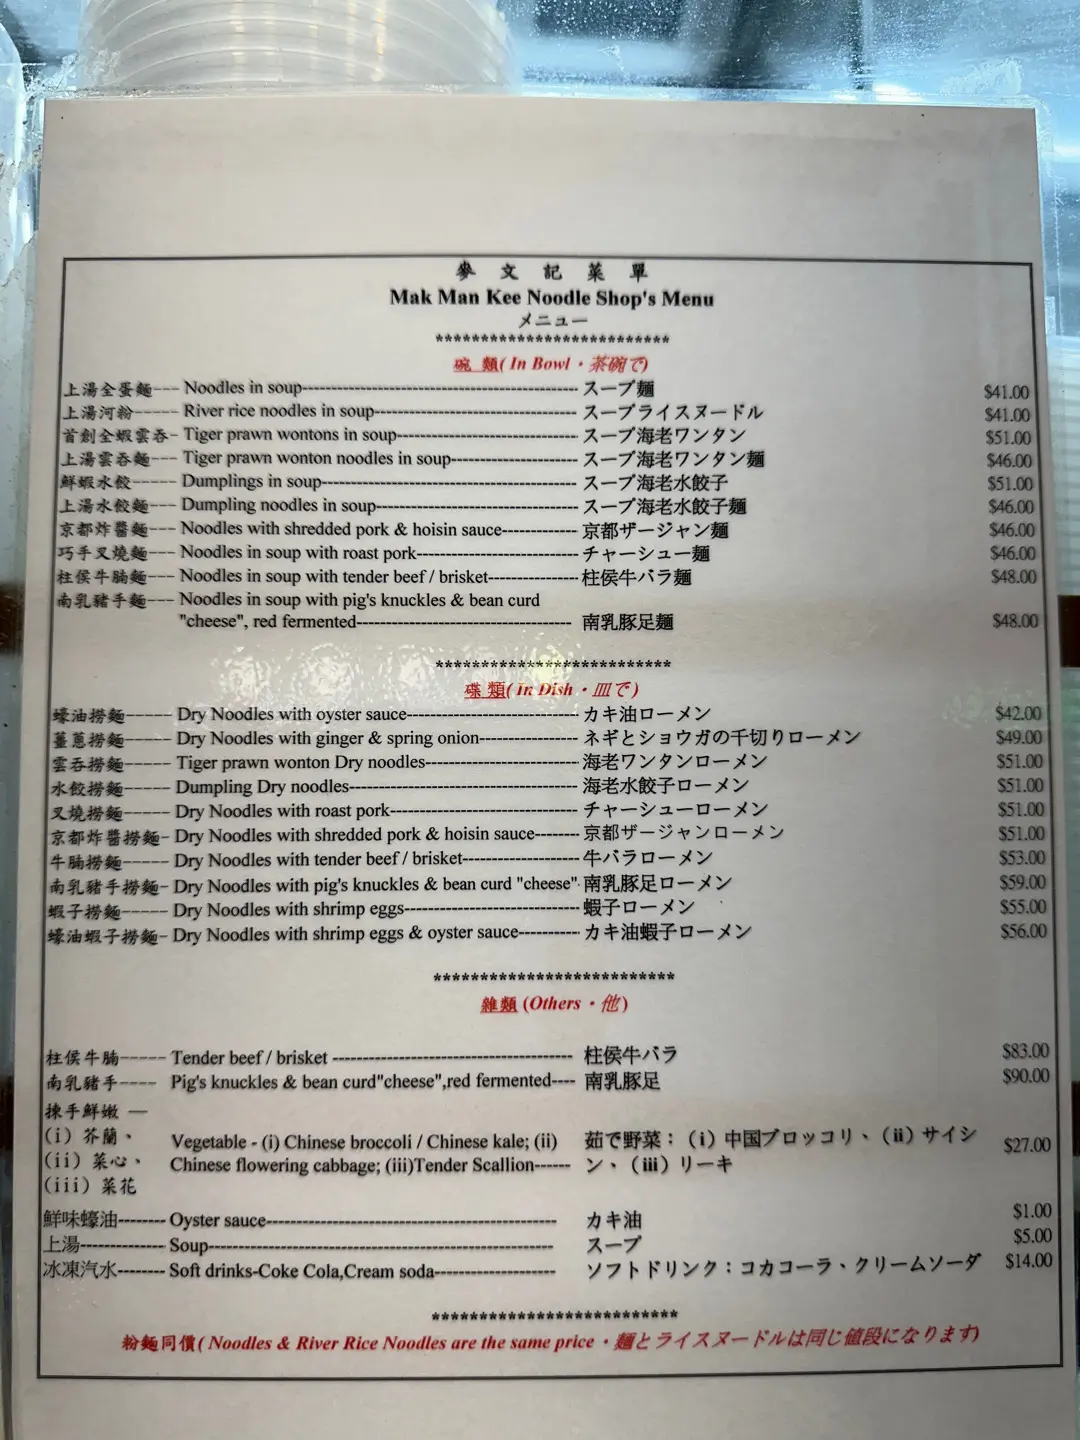 麥文記菜單
Mak Man Kee Noodle Shop's Menu
メニュー
**************************
碗 類( In Bowl・茶碗で)
上湯全蛋麵--- Noodles in soup--- スープ麺 $41.00
上湯河粉----- River rice noodles in soup--- スープライスヌードル $41.00
首創全蝦雲吞- Tiger prawn wontons in soup--- スープ海老ワンタン $51.00
上湯雲吞麵--- Tiger prawn wonton noodles in soup--- スープ海老ワンタン麺 $46.00
鮮蝦水餃----- Dumplings in soup--- スープ海老水餃子 $51.00
上湯水餃麵--- Dumpling noodles in soup--- スープ海老水餃子麺 $46.00
京都炸醬麵--- Noodles with shredded pork & hoisin sauce--- 京都ザージャン麺 $46.00
巧手叉燒麵--- Noodles in soup with roast pork--- チャーシュー麺 $46.00
柱侯牛腩麵--- Noodles in soup with tender beef / brisket--- 柱侯牛バラ麺 $48.00
南乳豬手麵--- Noodles in soup with pig's knuckles & bean curd
"cheese", red fermented--- 南乳豚足麺 $48.00
**************************
碟 類( In Dish・皿で)
蠔油撈麵----- Dry Noodles with oyster sauce--- カキ油ローメン $42.00
薑蔥撈麵----- Dry Noodles with ginger & spring onion--- ネギとショウガの千切りローメン $49.00
雲吞撈麵----- Tiger prawn wonton Dry noodles--- 海老ワンタンローメン $51.00
水餃撈麵----- Dumpling Dry noodles--- 海老水餃子ローメン $51.00
叉燒撈麵----- Dry Noodles with roast pork--- チャーシューローメン $51.00
京都炸醬撈麵- Dry Noodles with shredded pork & hoisin sauce--- 京都ザージャンローメン $51.00
牛腩撈麵----- Dry Noodles with tender beef / brisket--- 牛バラローメン $53.00
南乳豬手撈麵- Dry Noodles with pig's knuckles & bean curd "cheese"- 南乳豚足ローメン $59.00
蝦子撈麵----- Dry Noodles with shrimp eggs--- 蝦子ローメン $55.00
蠔油蝦子撈麵- Dry Noodles with shrimp eggs & oyster sauce--- カキ油蝦子ローメン $56.00
**************************
雜類 (Others・他)
柱侯牛腩----- Tender beef / brisket --- 柱侯牛バラ $83.00
南乳豬手---- Pig's knuckles & bean curd"cheese",red fermented---- 南乳豚足 $90.00
揀手鮮嫩 —
(i) 芥蘭、
(ii) 菜心、
(iii) 菜花
Vegetable - (i) Chinese broccoli / Chinese kale; (ii)
Chinese flowering cabbage; (iii)Tender Scallion------
茹で野菜：（i）中国ブロッコリ、（ii）サイシ
ン、（iii）リーキ
$27.00
鮮味蠔油-------- Oyster sauce--- カキ油 $1.00
上湯-------------- Soup--- スープ $5.00
冰凍汽水-------- Soft drinks-Coke Cola,Cream soda--- ソフトドリンク：コカコーラ、クリームソーダ $14.00
**************************
粉麵同價( Noodles & River Rice Noodles are the same price・麺とライスヌードルは同じ値段になります)